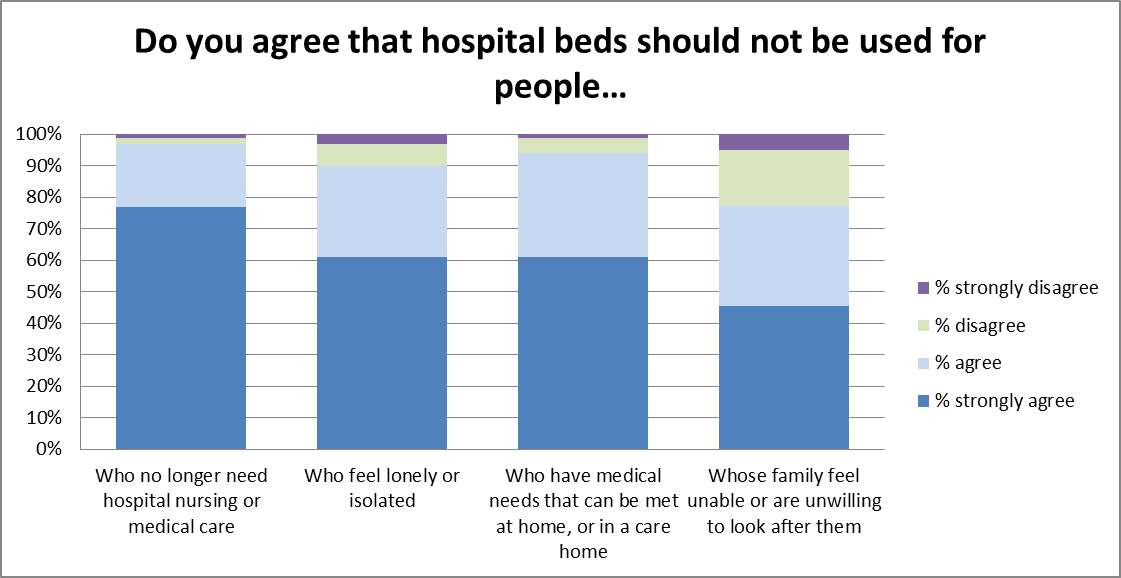 Do you agree that hospital beds should not be used for
people…
100%
90%
80%
70%
60%
50%
40%
30%
20%
10%
0%
Who no longer need
hospital nursing or
medical care
Who feel lonely or
isolated
Who have medical
needs that can be met
at home, or in a care
home
Whose family feel
unable or are unwilling
to look after them
% strongly disagree
% disagree
% agree
% strongly agree